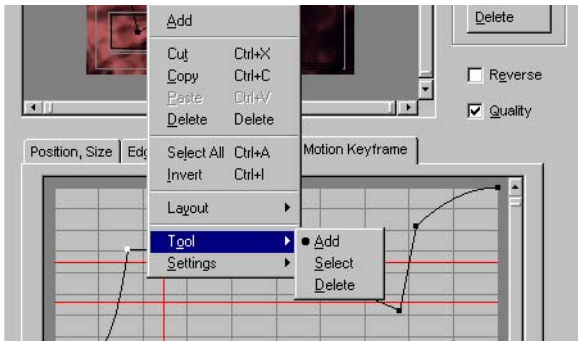 Add
Delete
Cut Ctrl+X
Copy Ctrl+C
Paste Ctrl+V
Delete Delete
Reverse
Quality
Select All Ctrl+A
Invert Ctrl+I
Position, Size
Motion Keyframe
Layout
Tool
Add
Settings
Select
Delete